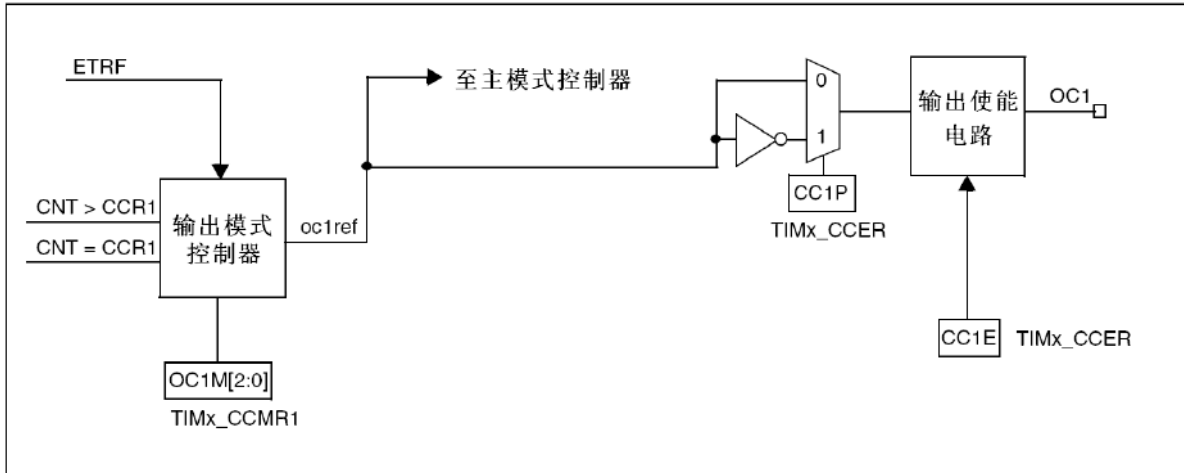 ETRF
至主模式控制器
0
输出使能
电路
OC1
1
CC1P
TIMx_CCER
CNT > CCR1
CNT = CCR1
输出模式
控制器
oc1ref
CC1E
TIMx_CCER
OC1M[2:0]
TIMx_CCMR1